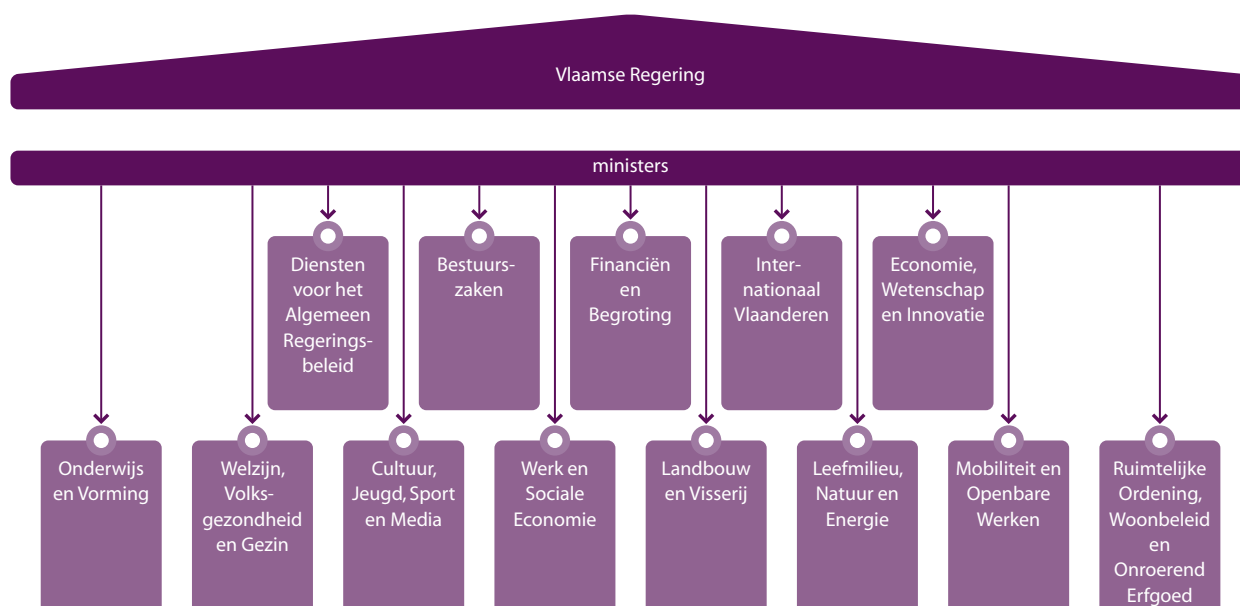 Vlaamse Regering
ministers
Diensten
voor het
Algemeen
Regerings-
beleid
Bestuurs-
zaken
Financiën
en
Begroting
Inter-
nationaal
Vlaanderen
Economie,
Wetenschap
en Innovatie
Onderwijs
en Vorming
Welzijn,
Volks-
gezondheid
en Gezin
Cultuur,
Jeugd, Sport
en Media
Werk en
Sociale
Economie
Landbouw
en Visserij
Leefmilieu,
Natuur en
Energie
Mobiliteit en
Openbare
Werken
Ruimtelijke
Ordening,
Woonbeleid
en
Onroerend
Erfgoed